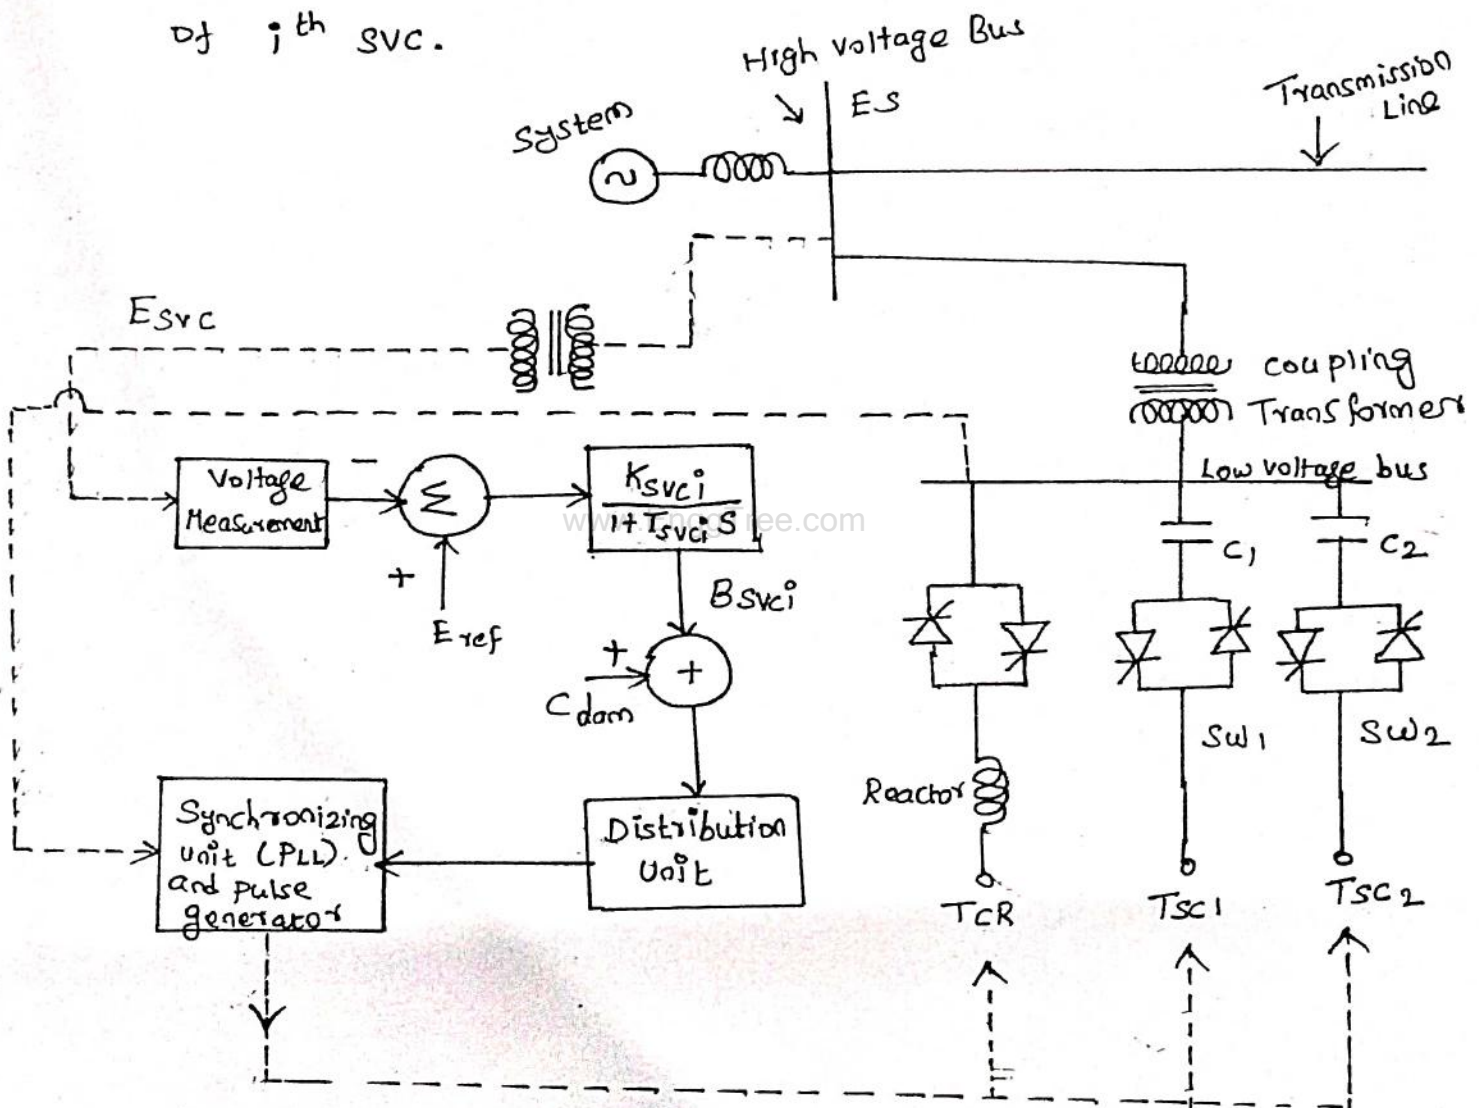 Of ith SVC.
High Voltage Bus
ES
System
Transmission
Line
Esvc
coupling
Transformer
Low voltage bus
Voltage
Measurement
−
Σ
+
Eref
Ksvci
1+Tsvci S
www.EnggTree.com
Bsvci
+
+
Cdam
C1
C2
SW1
SW2
Reactor
Synchronizing
unit (PLL)
and pulse
generator
Distribution
Unit
TCR
TSC1
TSC2